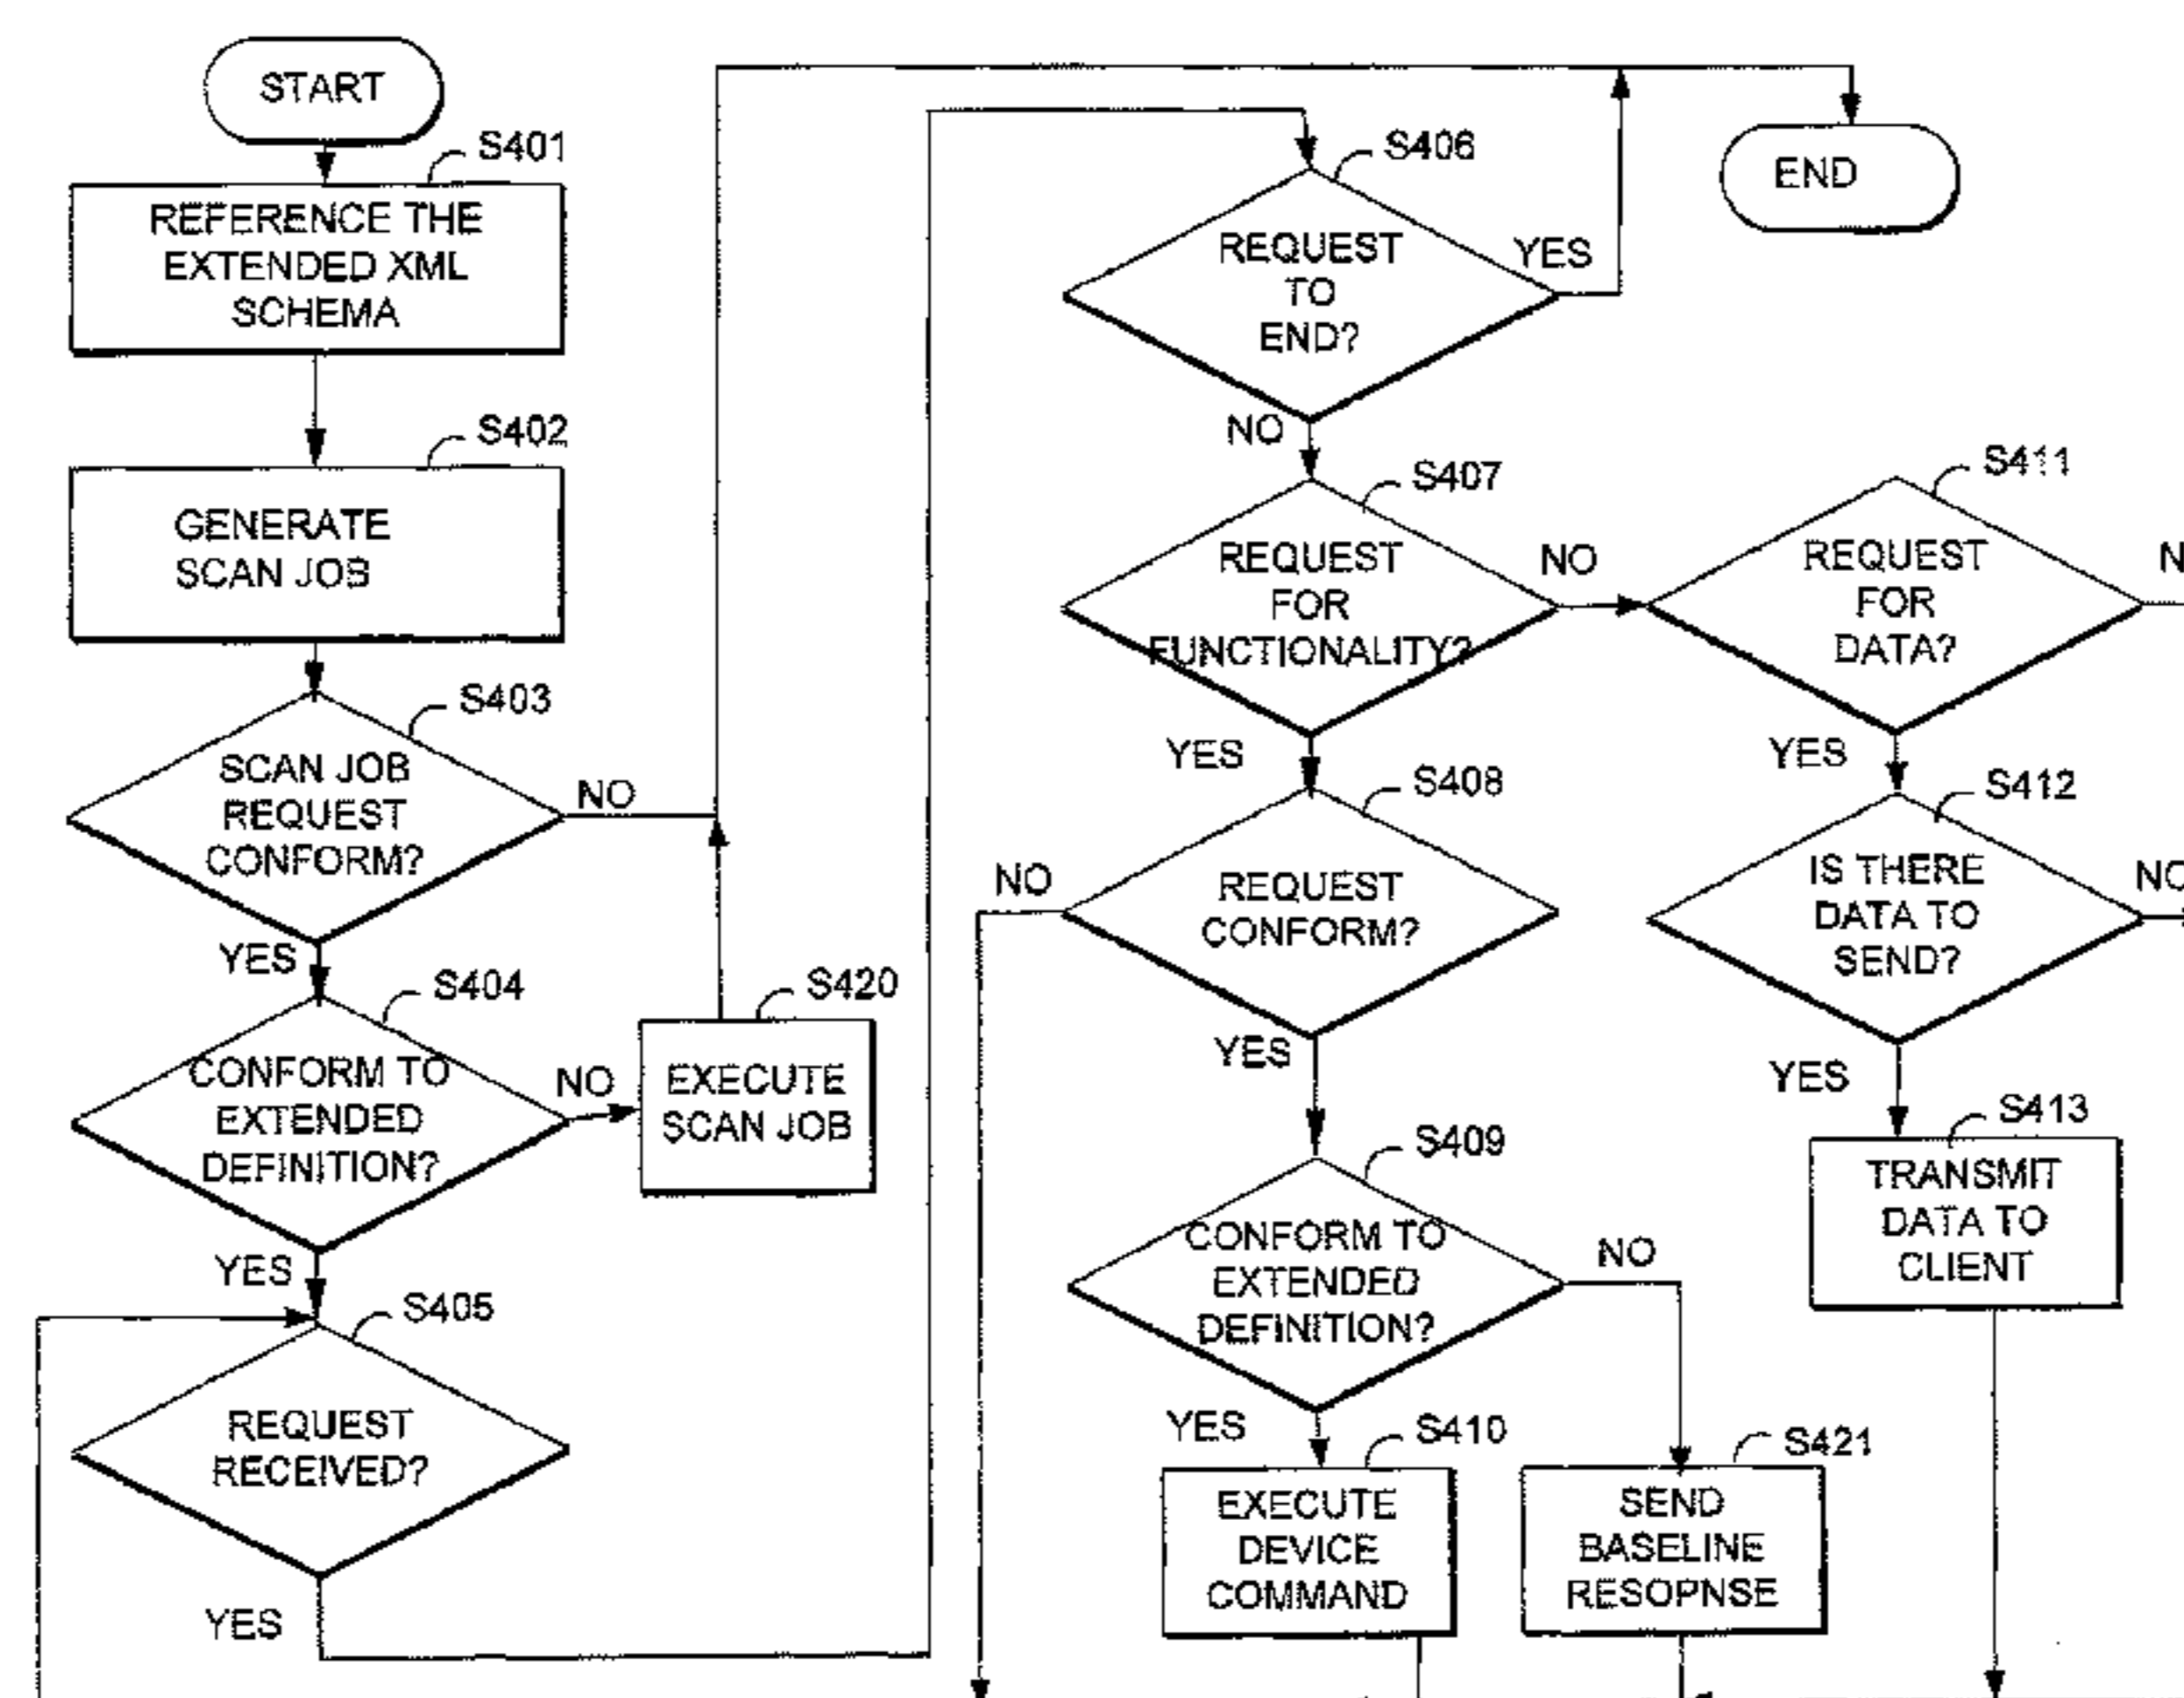 START
S401
REFERENCE THE
EXTENDED XML
SCHEMA
S402
GENERATE
SCAN JOB
S403
SCAN JOB
REQUEST
CONFORM?
NO
YES
S404
CONFORM TO
EXTENDED
DEFINITION?
NO
S420
EXECUTE
SCAN JOB
YES
S405
REQUEST
RECEIVED?
YES
END
S406
REQUEST
TO
END?
YES
NO
S407
REQUEST
FOR
FUNCTIONALITY?
NO
YES
S408
REQUEST
CONFORM?
NO
YES
S409
CONFORM TO
EXTENDED
DEFINITION?
NO
YES
S410
EXECUTE
DEVICE
COMMAND
S421
SEND
BASELINE
RESOPNSE
S411
REQUEST
FOR
DATA?
YES
S412
IS THERE
DATA TO
SEND?
NO
YES
S413
TRANSMIT
DATA TO
CLIENT